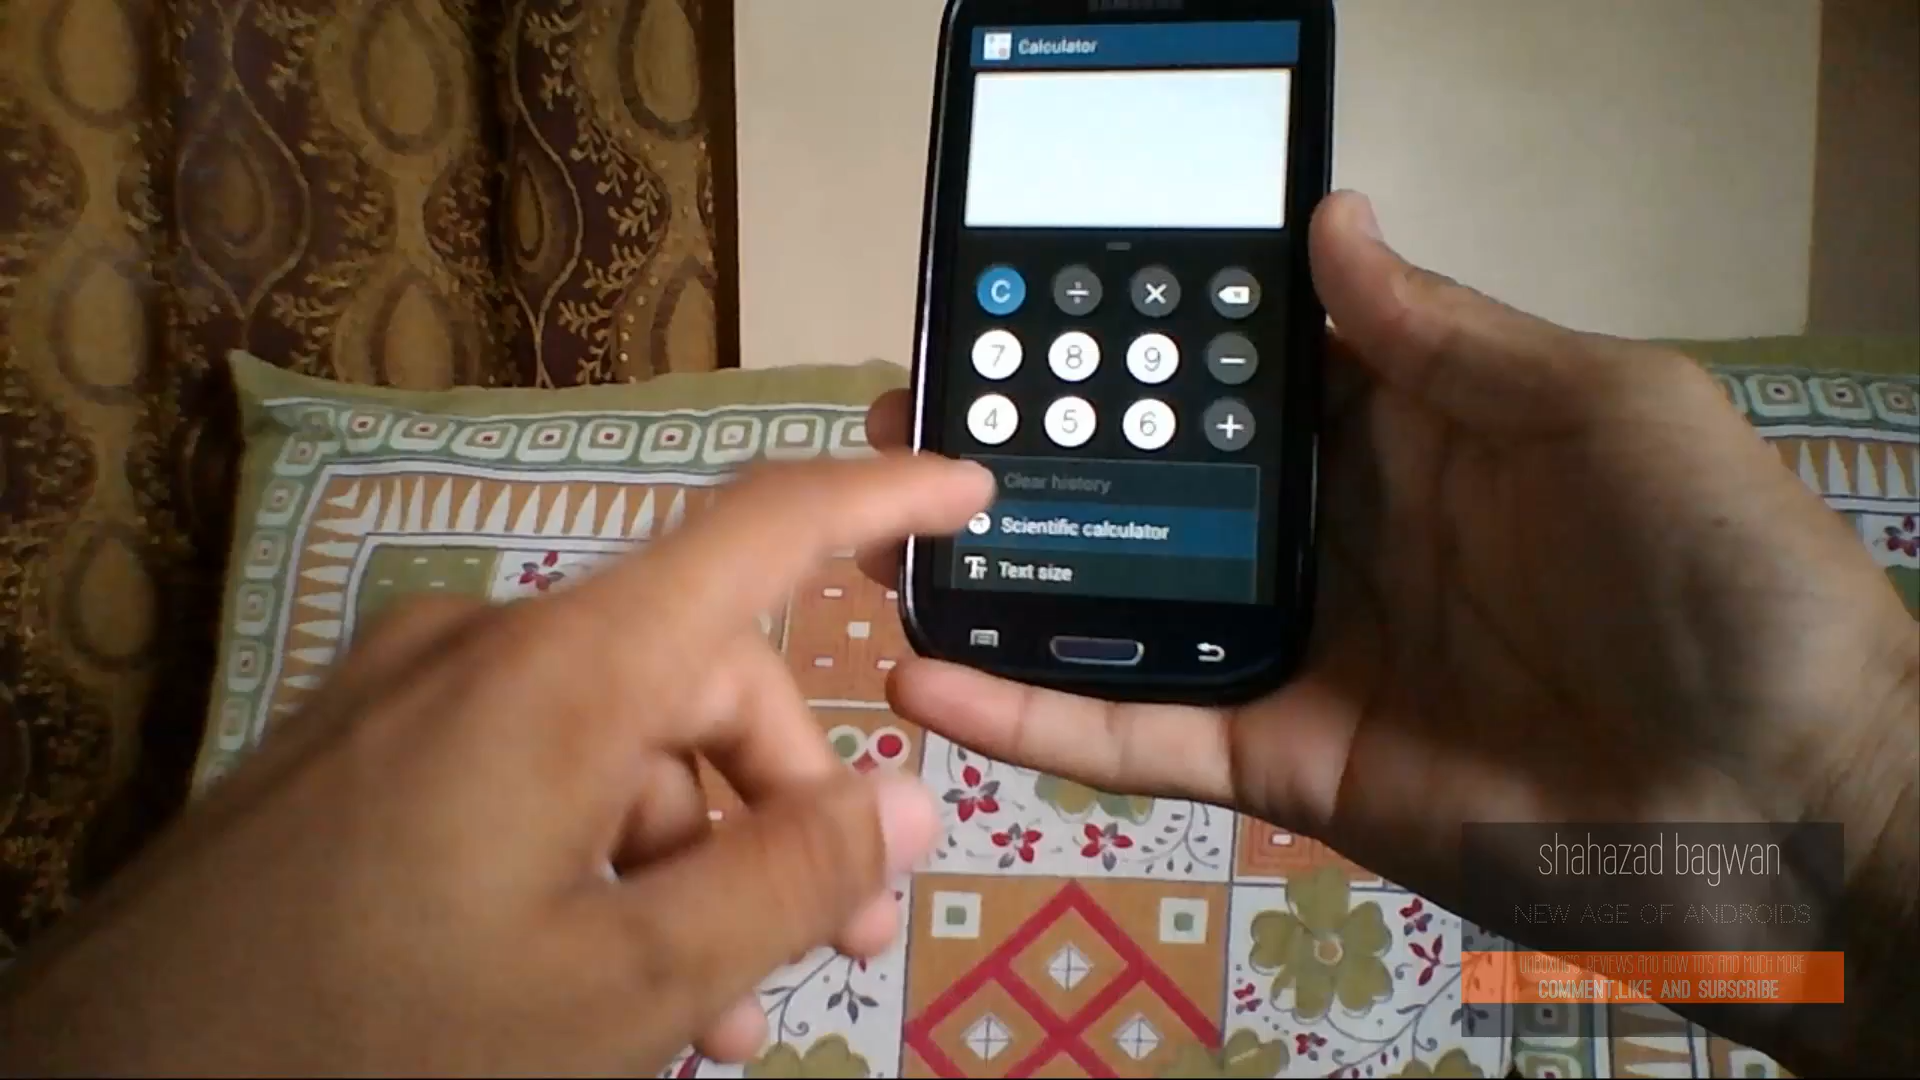 SAMSUNG
Calculator
C ÷ ×
7 8 9 −
4 5 6 +
Clear history
Scientific calculator
Text size
shahazad bagwan
NEW AGE OF ANDROIDS
UNBOXING'S, REVIEWS AND HOW TO'S AND MUCH MORE
COMMENT,LIKE AND SUBSCRIBE